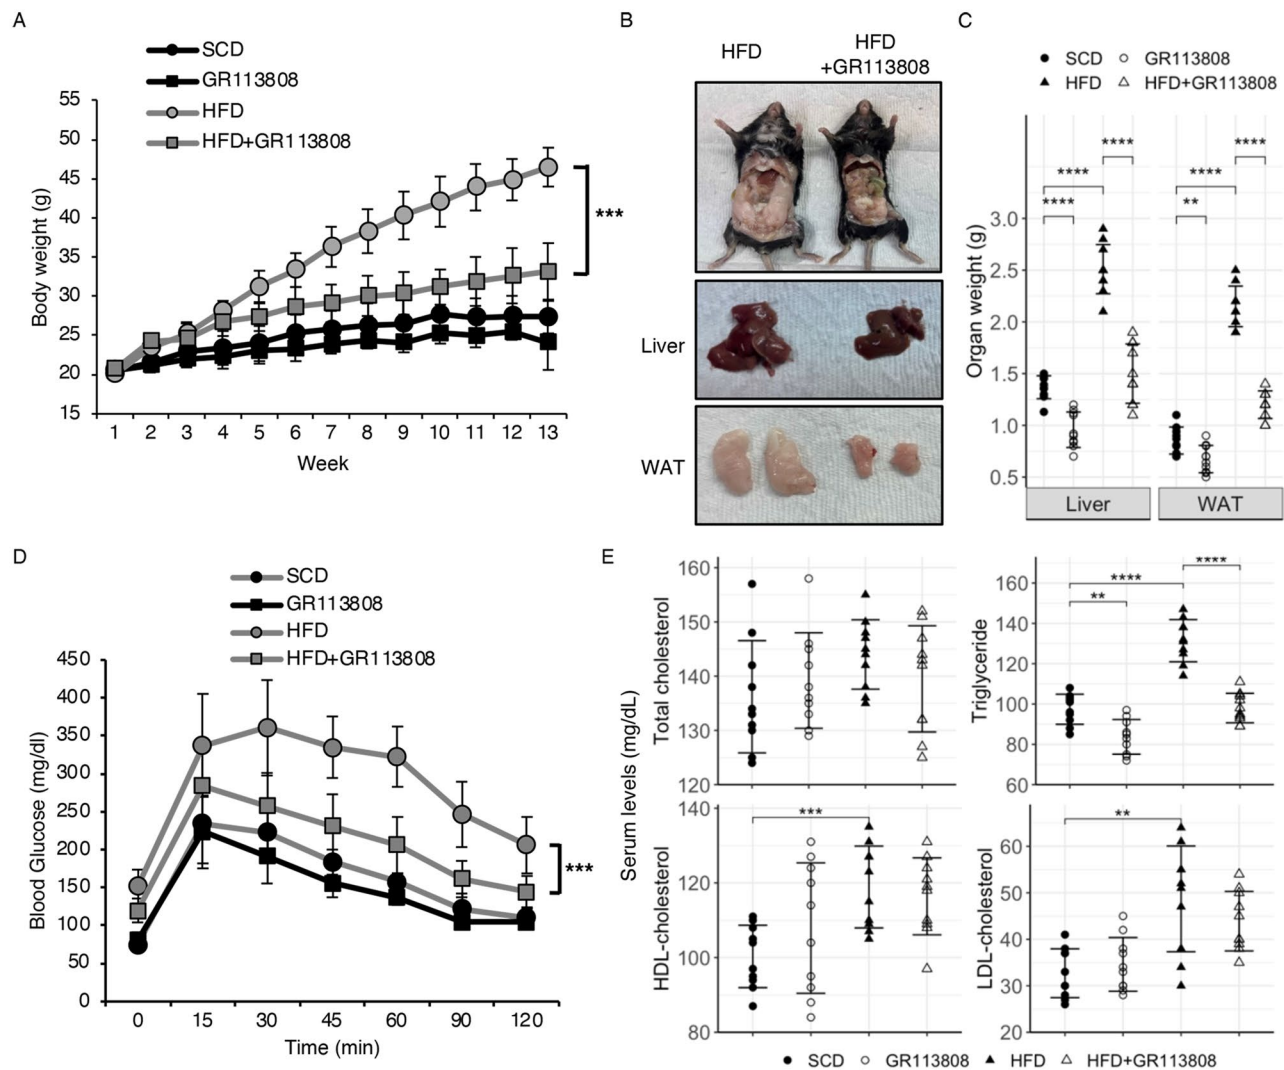 A
SCD
GR113808
HFD
HFD+GR113808
55
50
45
40
35
30
25
20
15
Body weight (g)
***
1 2 3 4 5 6 7 8 9 10 11 12 13
Week
B
HFD
HFD
+GR113808
Liver
WAT
C
SCD GR113808
HFD HFD+GR113808
**** ****
**** ****
**** **
3.0
2.5
2.0
1.5
1.0
0.5
Organ weight (g)
Liver WAT
D
SCD
GR113808
HFD
HFD+GR113808
450
400
350
300
250
200
150
100
50
0
Blood Glucose (mg/dl)
***
0 15 30 45 60 90 120
Time (min)
E
Serum levels (mg/dL)
160
150
140
130
120
Total cholesterol
160
140
120
100
80
60
Triglyceride
****
****
**
140
120
100
80
HDL-cholesterol
***
60
50
40
30
20
LDL-cholesterol
**
SCD GR113808 HFD HFD+GR113808